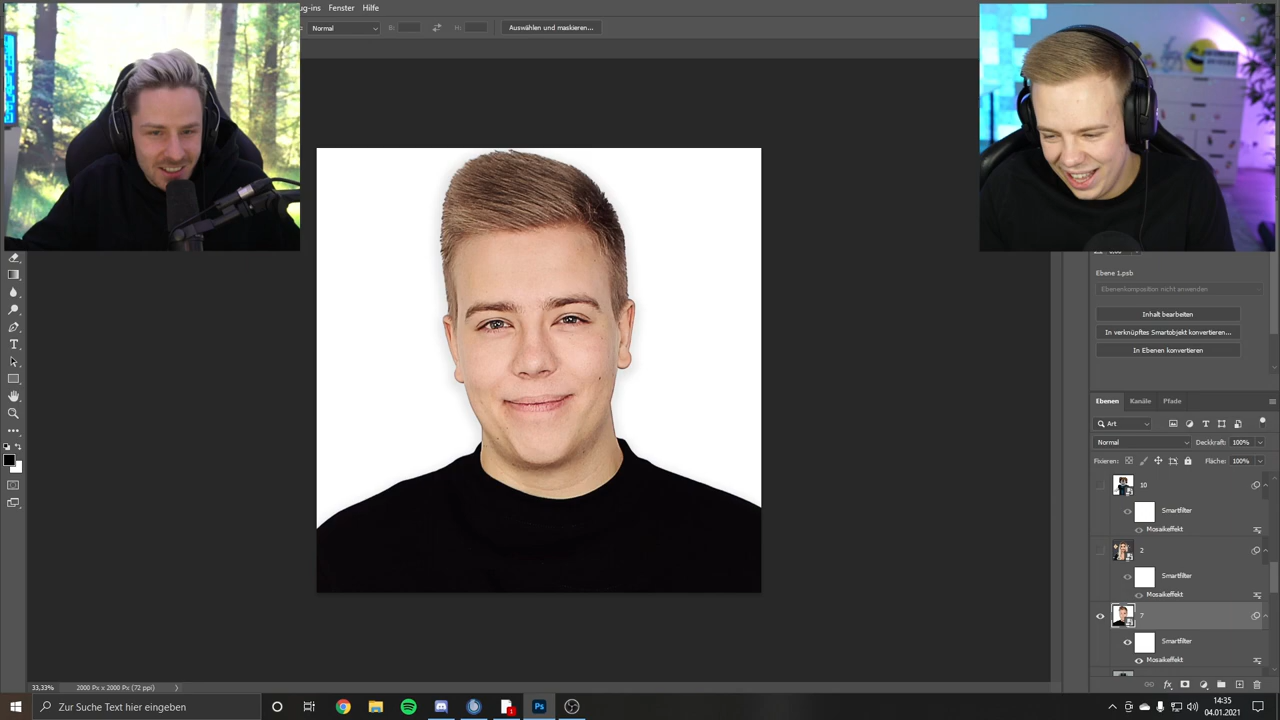 ug-ins Fenster Hilfe
Normal
B:
H:
Auswählen und maskieren...
Ebene 1.psb
Ebenenkomposition nicht anwenden
Inhalt bearbeiten
In verknüpftes Smartobjekt konvertieren...
In Ebenen konvertieren
Ebenen Kanäle Pfade
Art
Normal Deckkraft: 100%
Fixieren: Fläche: 100%
10
Smartfilter
Mosaikeffekt
2
Smartfilter
Mosaikeffekt
7
Smartfilter
Mosaikeffekt
33,33% 2000 Px x 2000 Px (72 ppi)
Zur Suche Text hier eingeben
14:35
04.01.2021